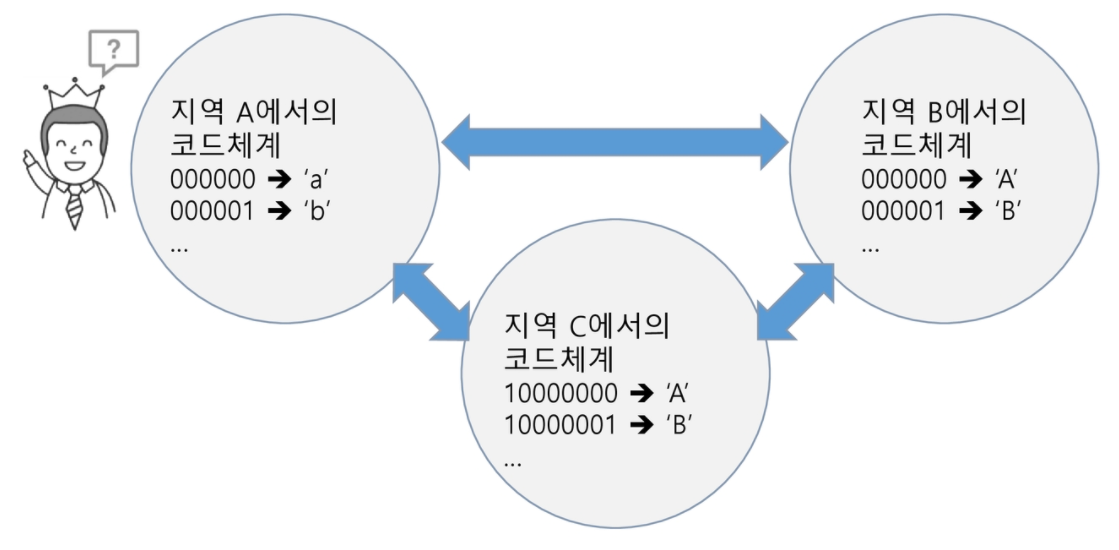 ?
지역 A에서의
코드체계
000000 ➔ ‘a’
000001 ➔ ‘b’
...
지역 B에서의
코드체계
000000 ➔ ‘A’
000001 ➔ ‘B’
...
지역 C에서의
코드체계
10000000 ➔ ‘A’
10000001 ➔ ‘B’
...